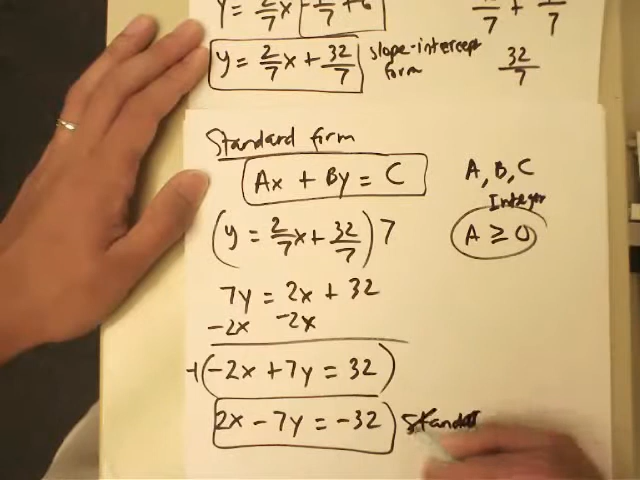 y = 2/7x + 32/7 slope-intercept form 32/7
Standard form
Ax + By = C A, B, C
Integer
(y = 2/7x + 32/7) 7 A ≥ 0
7y = 2x + 32
-2x -2x
-1(-2x + 7y = 32)
2x - 7y = -32